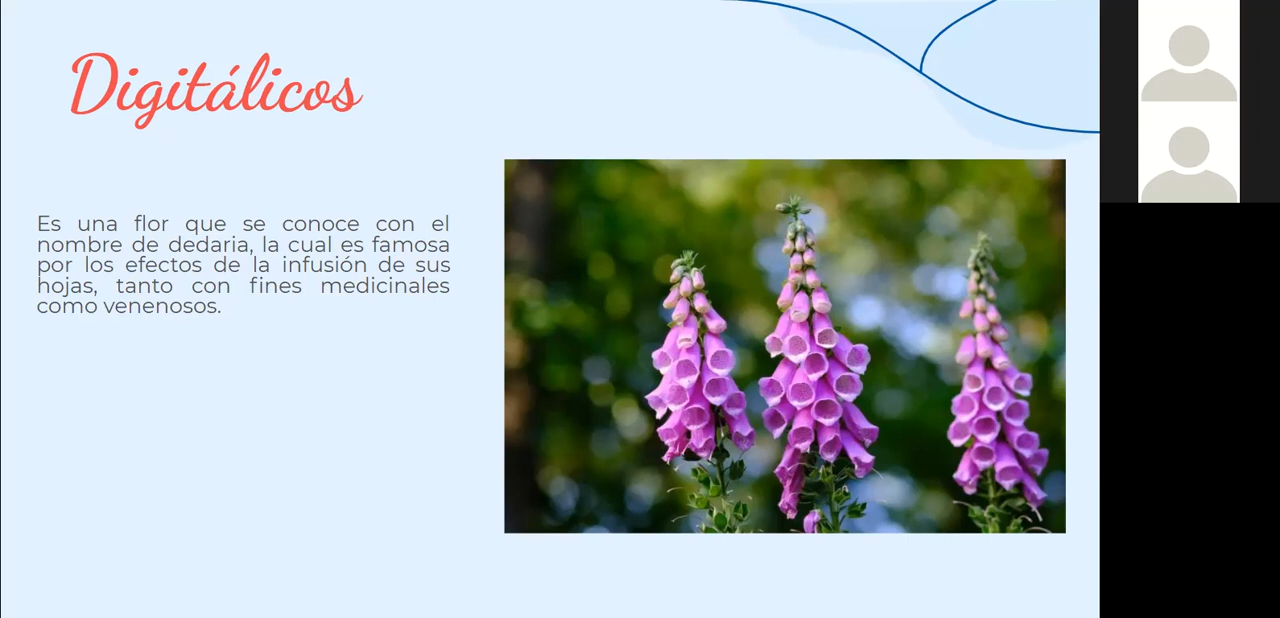 Digitálicos
Es una flor que se conoce con el
nombre de dedaria, la cual es famosa
por los efectos de la infusión de sus
hojas, tanto con fines medicinales
como venenosos.